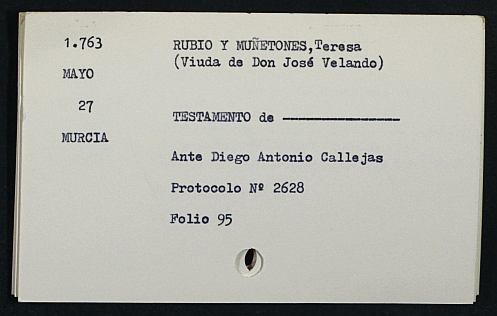 1.763
MAYO
27
MURCIA
RUBIO Y MUÑETONES,Teresa
(Viuda de Don José Velando)
TESTAMENTO de ----------------
Ante Diego Antonio Callejas
Protocolo Nº 2628
Folio 95